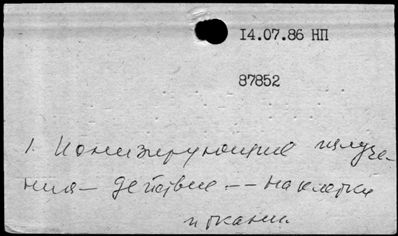 14.07.86 НП
87852
1. Ионизирующие излуче-
ния — действие -- на клетки
и ткани.